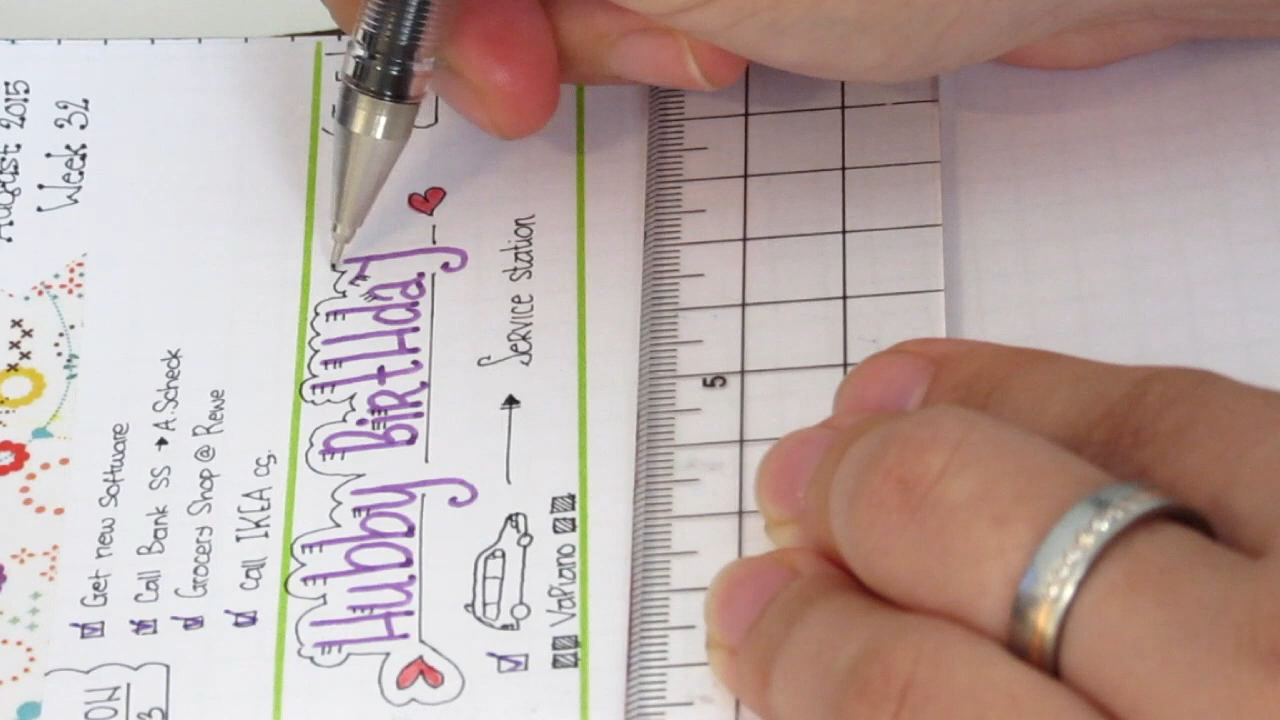 August 2015
Week 32
Get new Software
Call Bank SS → A.Scheck
Grocery Shop @ Rewe
Call IKEA cg.
Hubby BirtHday
Service station
VaPiano
5